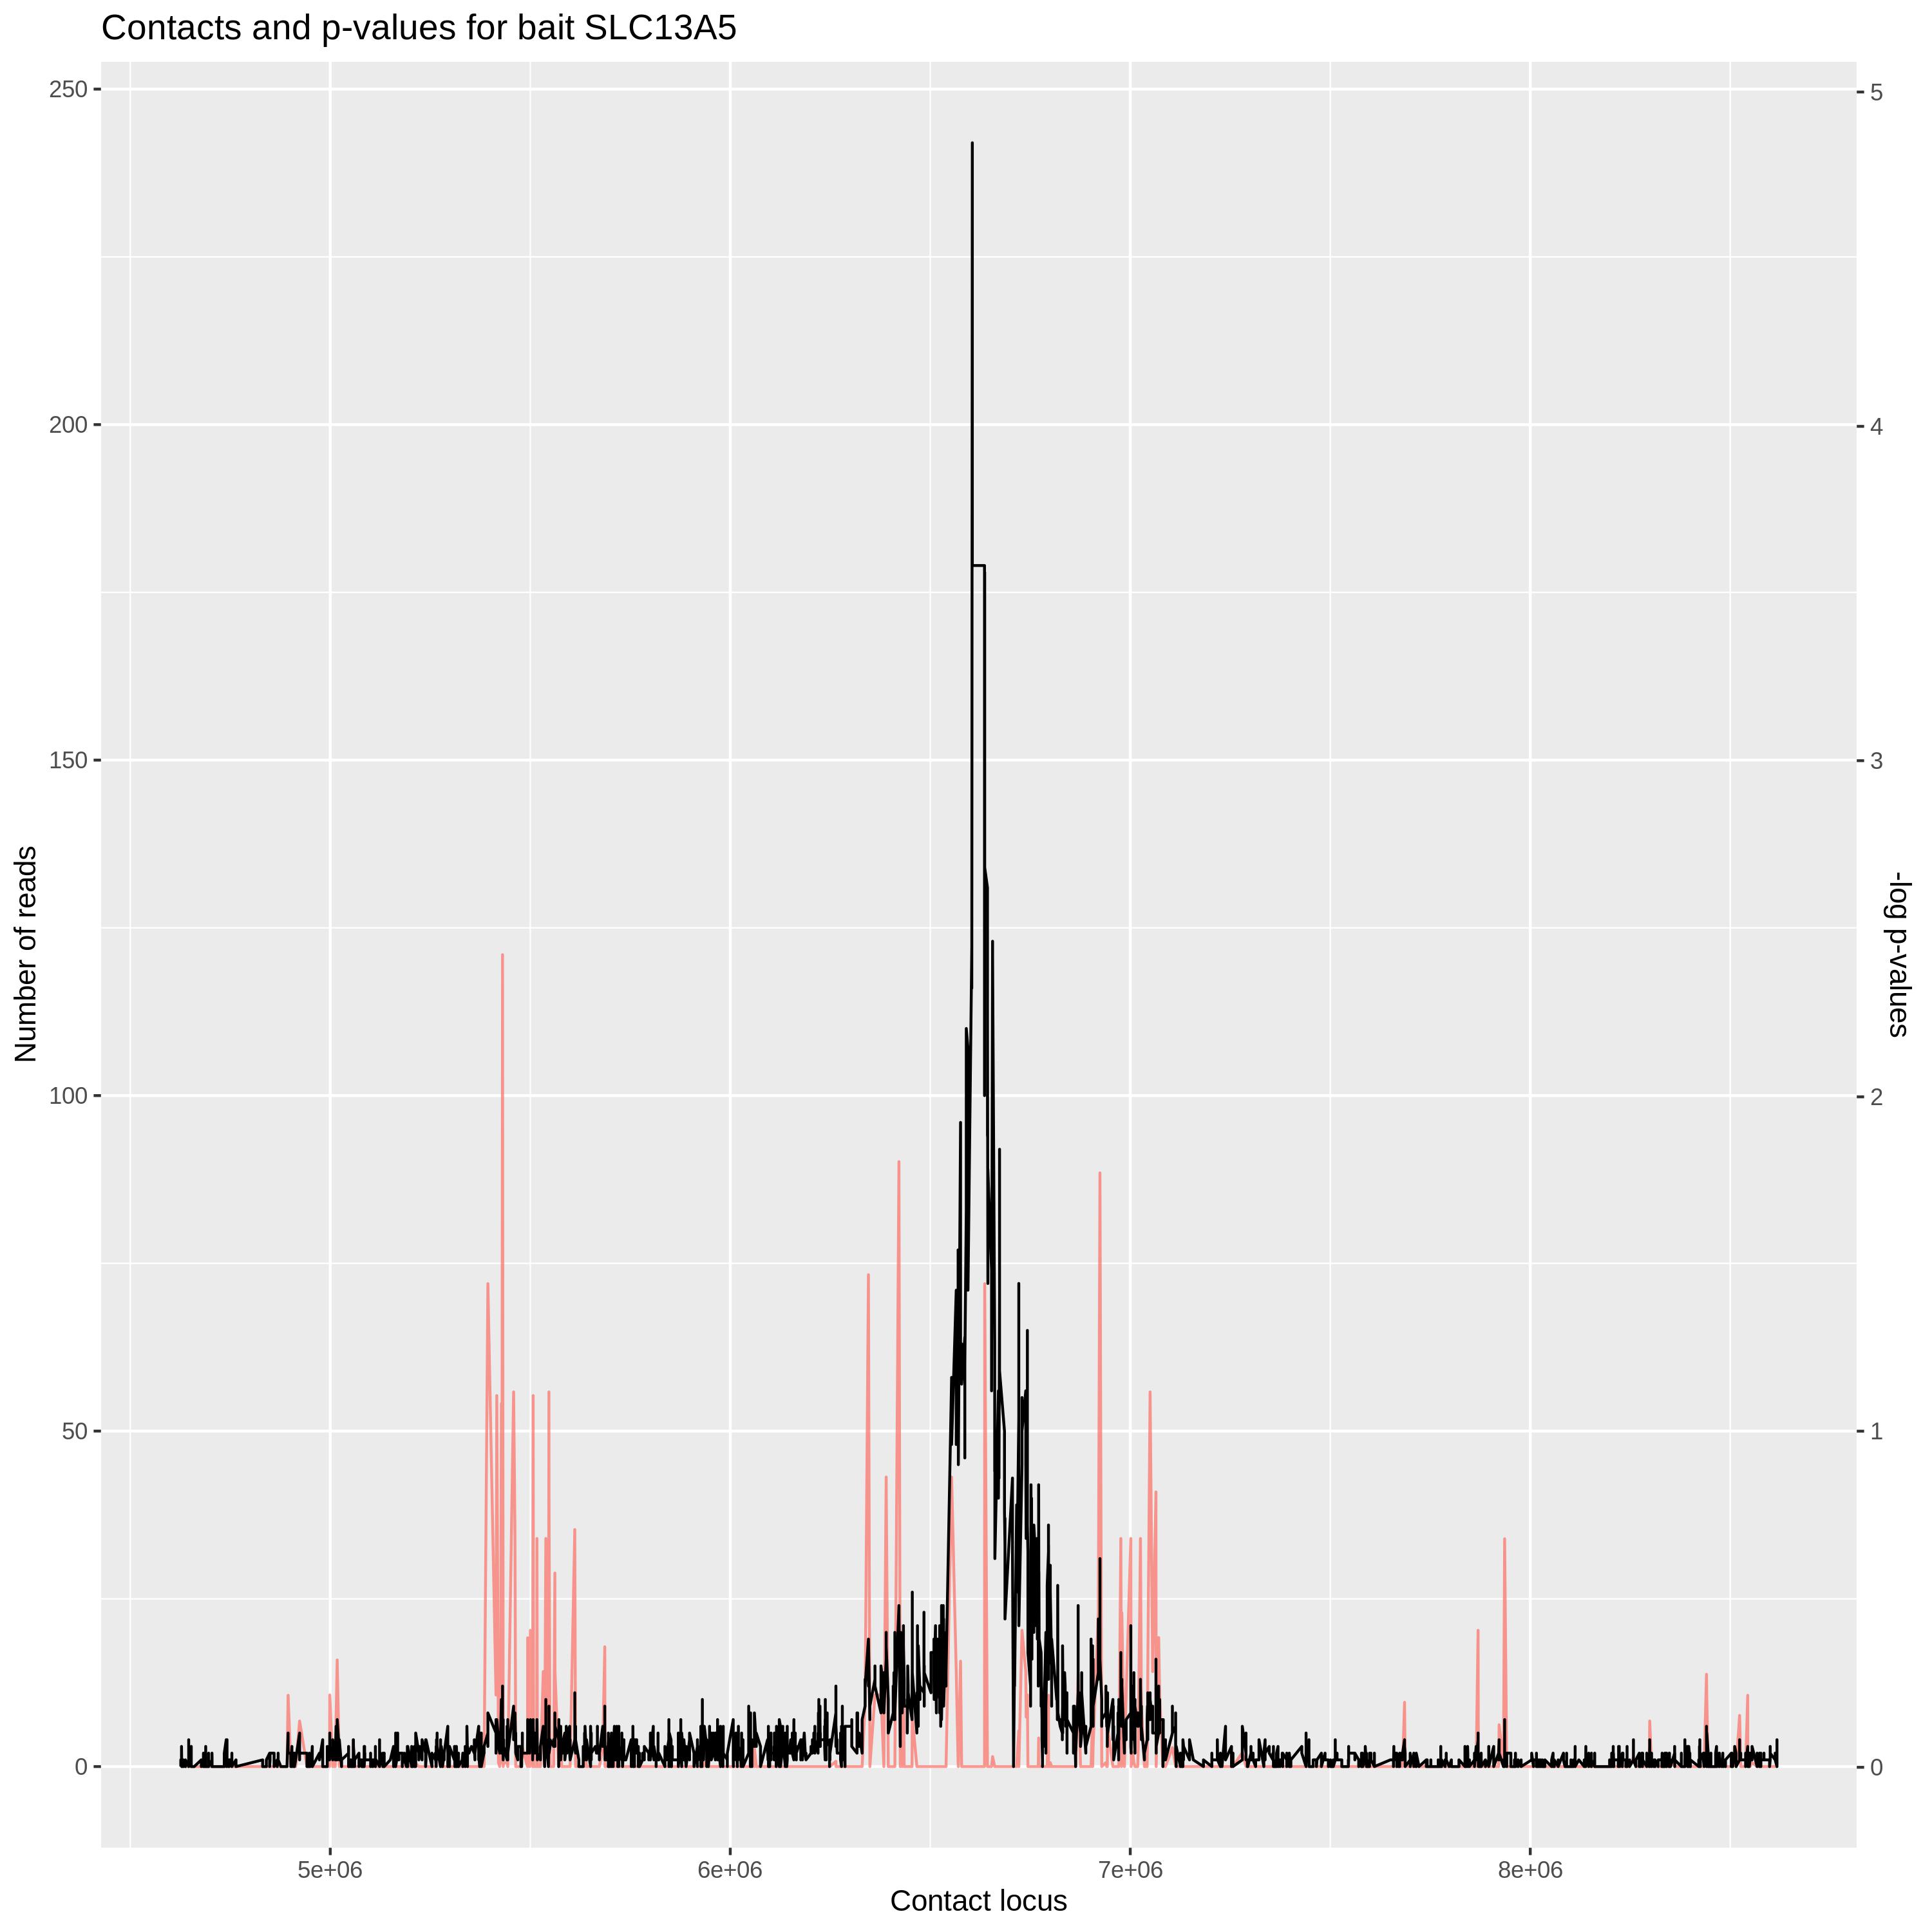 Contacts and p-values for bait SLC13A5
250
200
150
100
50
0
Number of reads
5
4
3
2
1
0
-log p-values
5e+06
6e+06
7e+06
8e+06
Contact locus